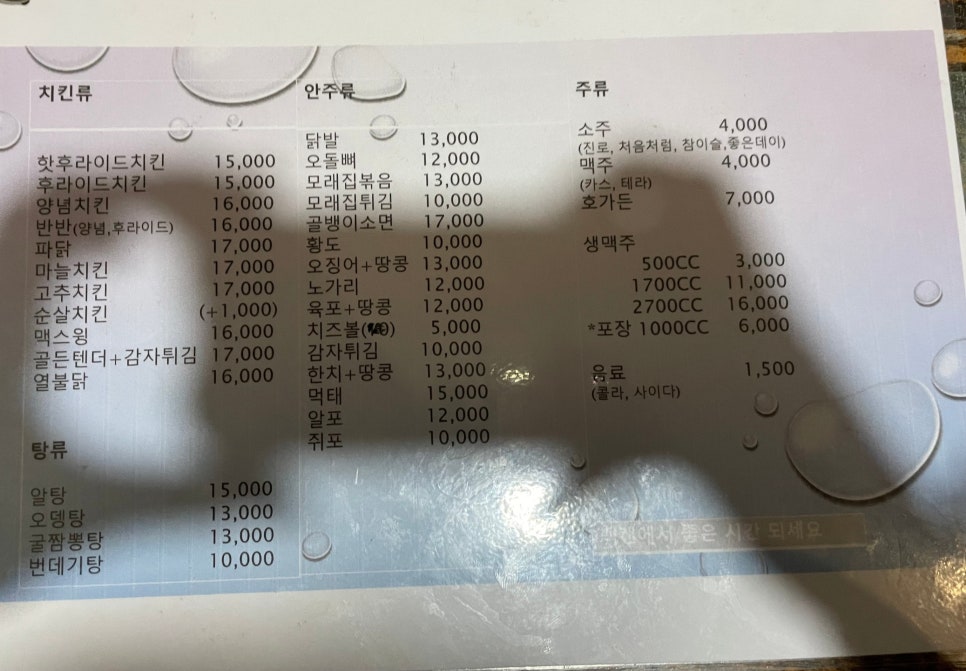 치킨류
핫후라이드치킨 15,000
후라이드치킨 15,000
양념치킨 16,000
반반(양념,후라이드) 16,000
파닭 17,000
마늘치킨 17,000
고추치킨 17,000
순살치킨 (+1,000)
맥스윙 16,000
골든텐더+감자튀김 17,000
열불닭 16,000
탕류
알탕 15,000
오뎅탕 13,000
굴짬뽕탕 13,000
번데기탕 10,000
안주류
닭발 13,000
오돌뼈 12,000
모래집볶음 13,000
모래집튀김 10,000
골뱅이소면 17,000
황도 10,000
오징어+땅콩 13,000
노가리 12,000
육포+땅콩 12,000
치즈볼( ) 5,000
감자튀김 10,000
한치+땅콩 13,000
먹태 15,000
알포 12,000
쥐포 10,000
주류
소주 4,000
(진로, 처음처럼, 참이슬,좋은데이)
맥주 4,000
(카스, 테라)
호가든 7,000
생맥주
500CC 3,000
1700CC 11,000
2700CC 16,000
*포장 1000CC 6,000
음료 1,500
(콜라, 사이다)
좋은 시간 되세요